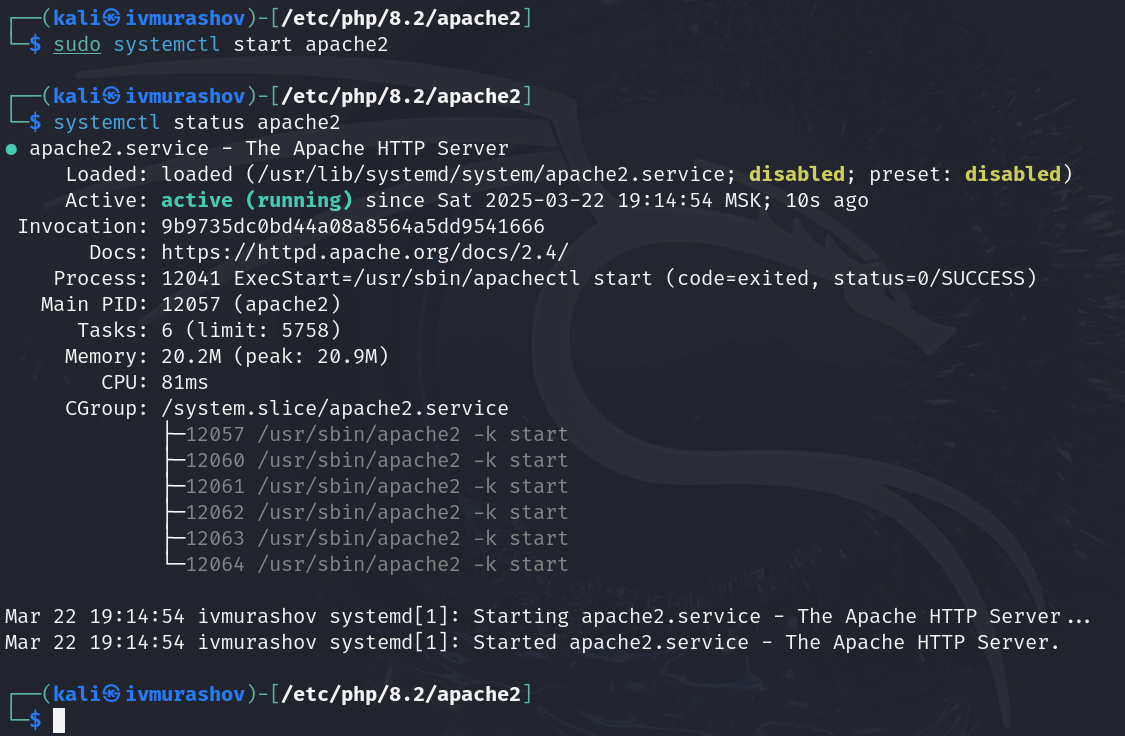 ┌──(kali㉿ivmurashov)-[/etc/php/8.2/apache2]
└─$ sudo systemctl start apache2
┌──(kali㉿ivmurashov)-[/etc/php/8.2/apache2]
└─$ systemctl status apache2
● apache2.service - The Apache HTTP Server
Loaded: loaded (/usr/lib/systemd/system/apache2.service; disabled; preset: disabled)
Active: active (running) since Sat 2025-03-22 19:14:54 MSK; 10s ago
Invocation: 9b9735dc0bd44a08a8564a5dd9541666
Docs: https://httpd.apache.org/docs/2.4/
Process: 12041 ExecStart=/usr/sbin/apachectl start (code=exited, status=0/SUCCESS)
Main PID: 12057 (apache2)
Tasks: 6 (limit: 5758)
Memory: 20.2M (peak: 20.9M)
CPU: 81ms
CGroup: /system.slice/apache2.service
├─12057 /usr/sbin/apache2 -k start
├─12060 /usr/sbin/apache2 -k start
├─12061 /usr/sbin/apache2 -k start
├─12062 /usr/sbin/apache2 -k start
├─12063 /usr/sbin/apache2 -k start
└─12064 /usr/sbin/apache2 -k start
Mar 22 19:14:54 ivmurashov systemd[1]: Starting apache2.service - The Apache HTTP Server...
Mar 22 19:14:54 ivmurashov systemd[1]: Started apache2.service - The Apache HTTP Server.
┌──(kali㉿ivmurashov)-[/etc/php/8.2/apache2]
└─$